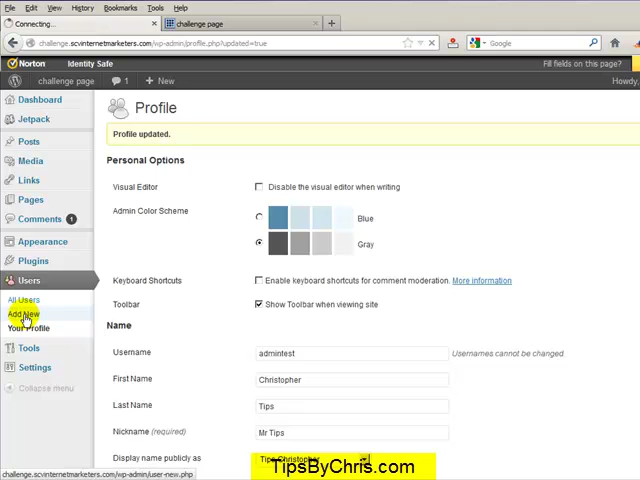 File Edit View History Bookmarks Tools Help
Connecting... challenge page
challenge.scvinternetmarketers.com/wp-admin/profile.php?updated=true Google
Norton Identity Safe Fill fields on this page?
challenge page 1 + New Howdy,
Dashboard
Jetpack
Posts
Media
Links
Pages
Comments 1
Appearance
Plugins
Users
All Users
Add New
Your Profile
Tools
Settings
Collapse menu
Profile
Profile updated.
Personal Options
Visual Editor Disable the visual editor when writing
Admin Color Scheme Blue
Gray
Keyboard Shortcuts Enable keyboard shortcuts for comment moderation. More information
Toolbar Show Toolbar when viewing site
Name
Username admintest Usernames cannot be changed
First Name Christopher
Last Name Tips
Nickname (required) Mr Tips
Display name publicly as Tips Christopher
TipsByChris.com
challenge.scvinternetmarketers.com/wp-admin/user-new.php